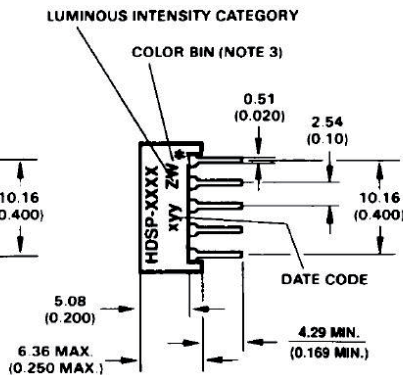 LUMINOUS INTENSITY CATEGORY
COLOR BIN (NOTE 3)
0.51
(0.020)
2.54
(0.10)
10.16
0.400)
HDSP-XXXX
xyy ZW
*
10.16
(0.400)
DATE CODE
5.08
(0.200)
4.29 MIN.
(0.169 MIN.)
6.36 MAX.
(0.250 MAX.)